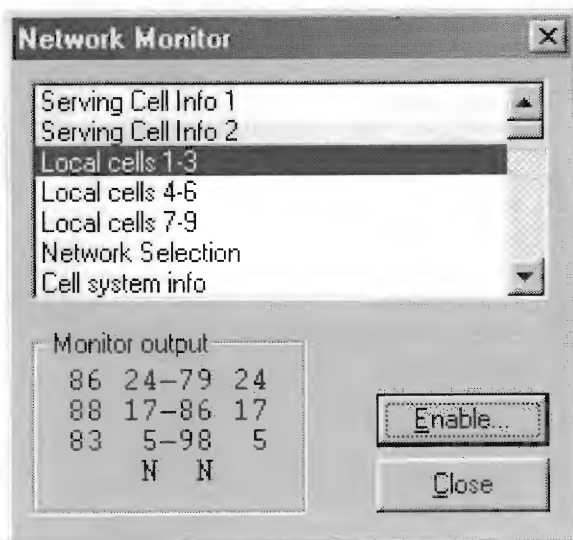 Network Monitor
Serving Cell Info 1
Serving Cell Info 2
Local cells 1-3
Local cells 4-6
Local cells 7-9
Network Selection
Cell system info
Monitor output
86 24-79 24
88 17-86 17
83 5-98 5
N N
Enable...
Close